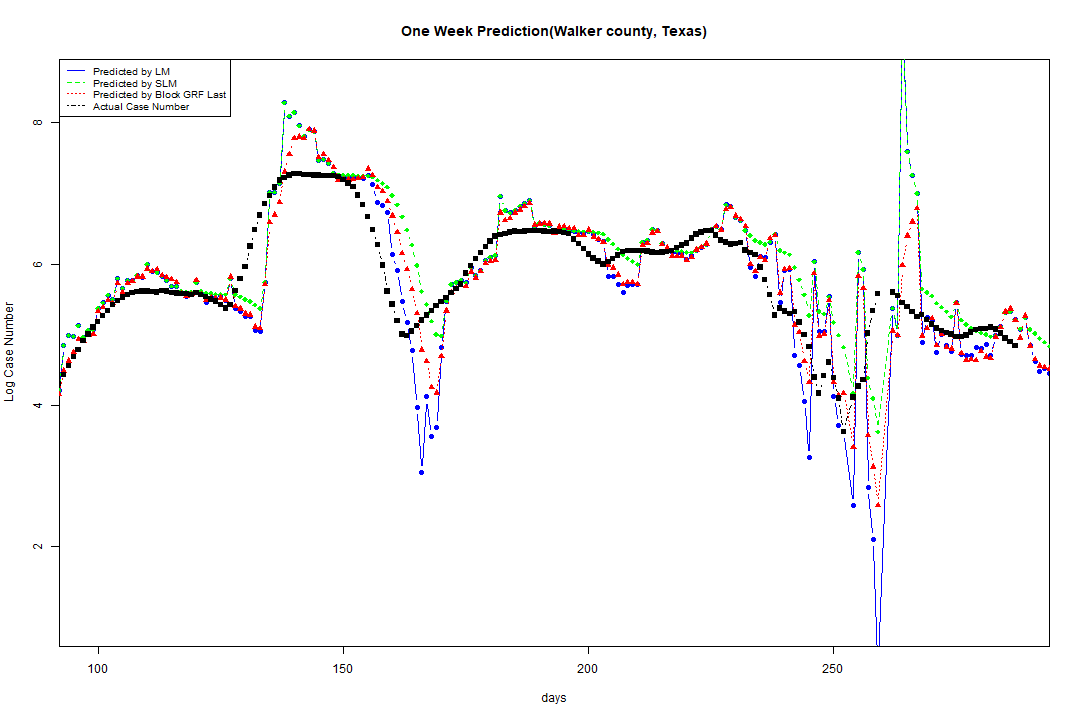 One Week Prediction(Walker county, Texas)
Predicted by LM
Predicted by SLM
Predicted by Block GRF Last
Actual Case Number
8
6
4
2
Log Case Number
100 150 200 250
days